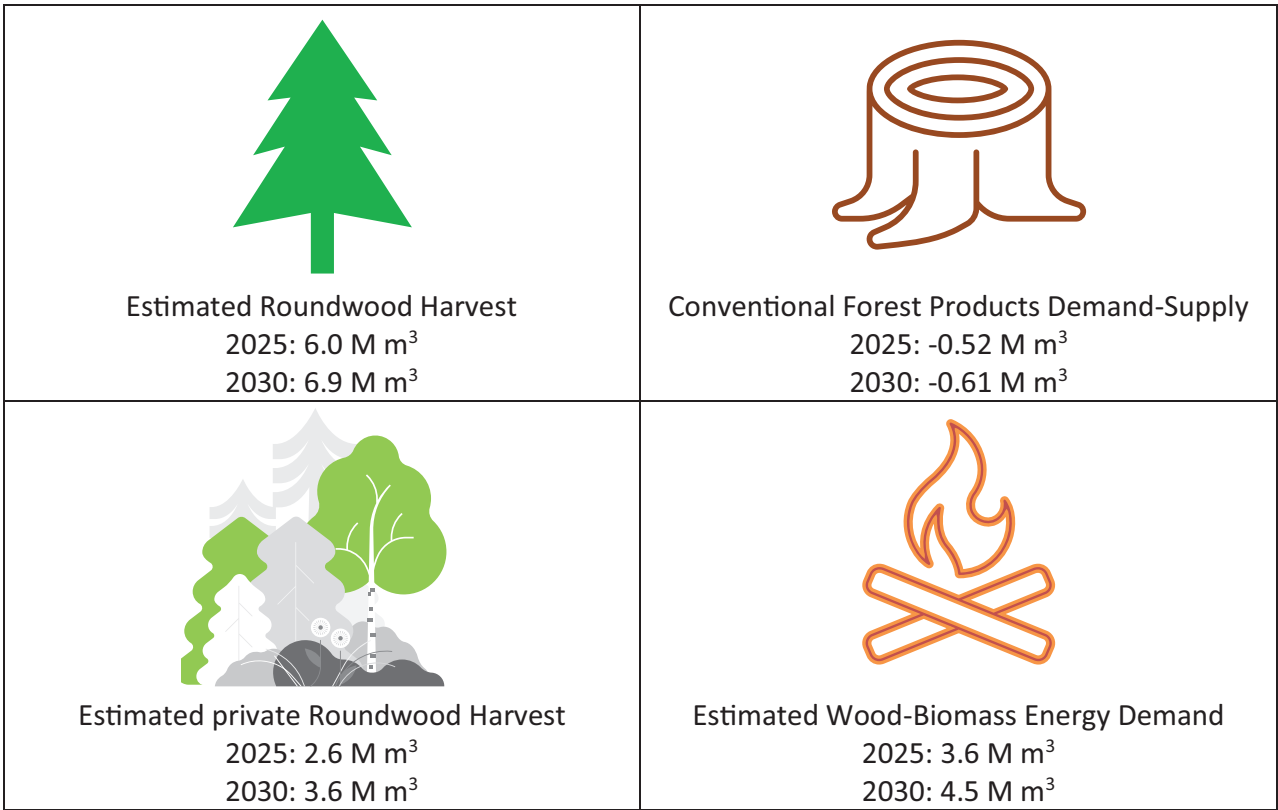 Estimated Roundwood Harvest
2025: 6.0 M m³
2030: 6.9 M m³
Conventional Forest Products Demand-Supply
2025: -0.52 M m³
2030: -0.61 M m³
Estimated private Roundwood Harvest
2025: 2.6 M m³
2030: 3.6 M m³
Estimated Wood-Biomass Energy Demand
2025: 3.6 M m³
2030: 4.5 M m³